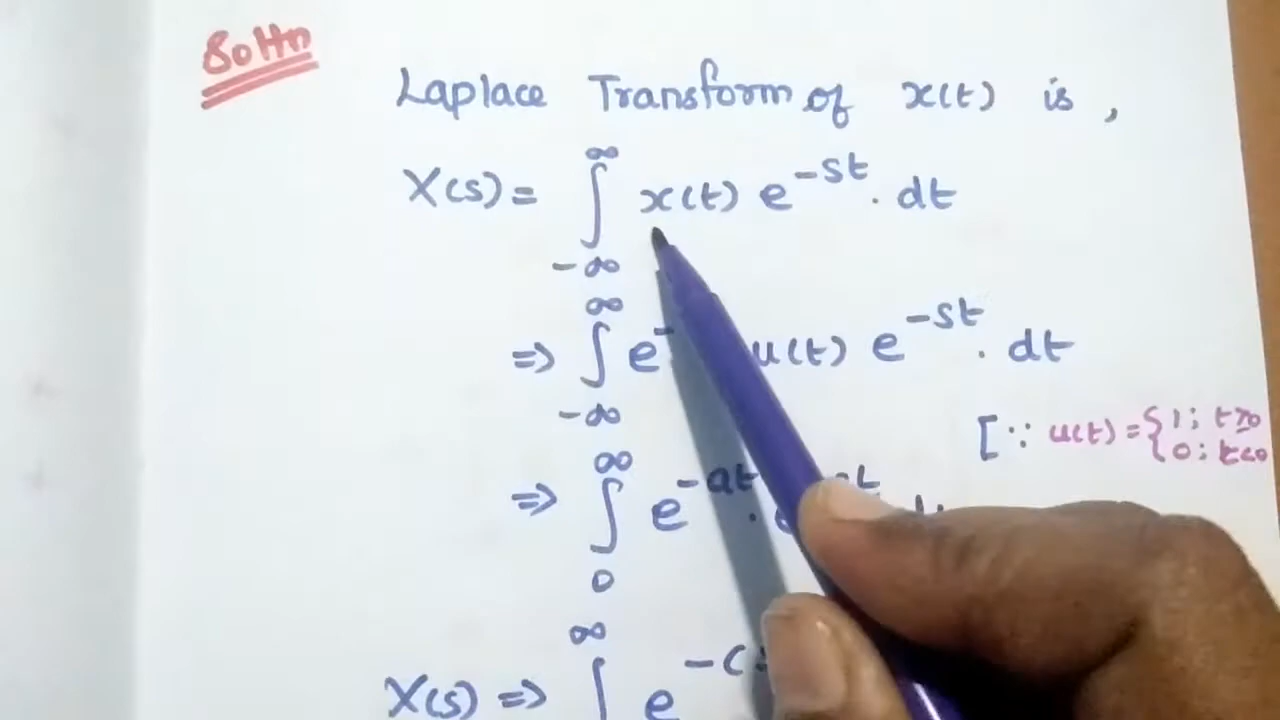 Soltn
Laplace Transform of x(t) is ,
X(s) = ∫_{-∞}^{∞} x(t) e^{-st} . dt
=> ∫_{-∞}^{∞} e^{-} u(t) e^{-st} . dt
[∵ u(t) = { 1; t≥0
0; t<0
=> ∫_{0}^{∞} e^{-at} .
X(s) => ∫^{∞} e^{-(}